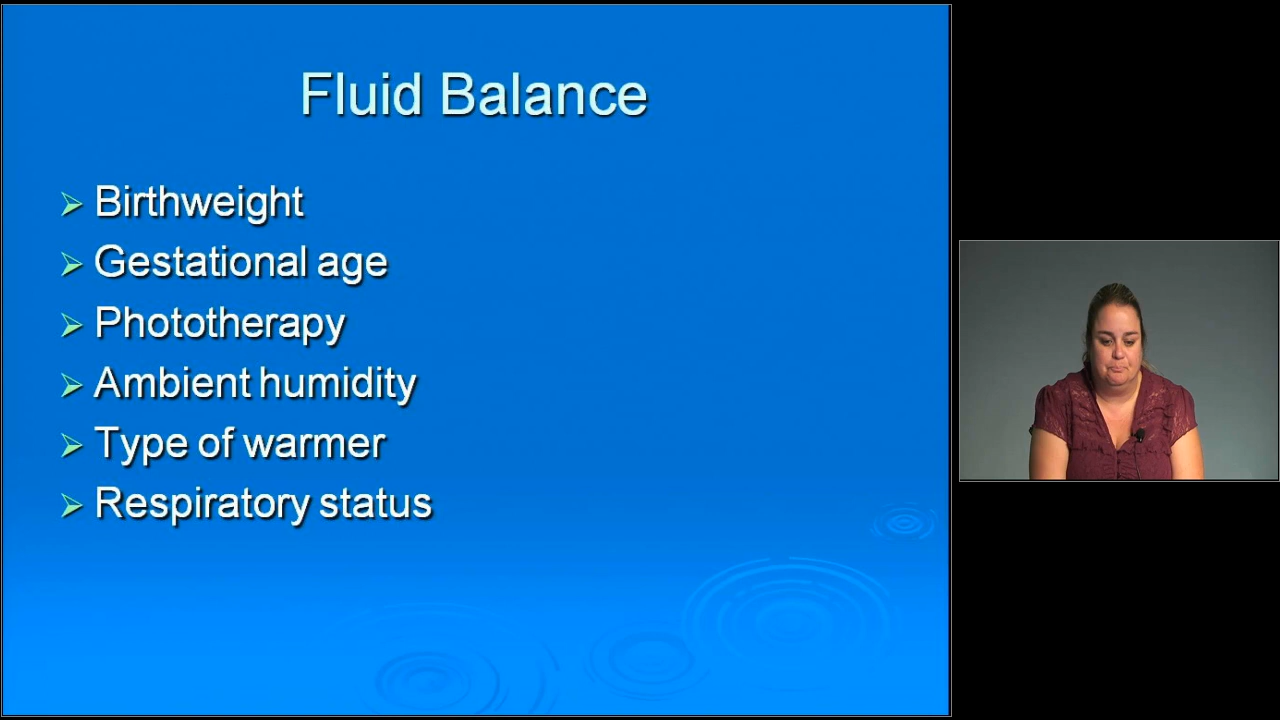 Fluid Balance
Birthweight
Gestational age
Phototherapy
Ambient humidity
Type of warmer
Respiratory status